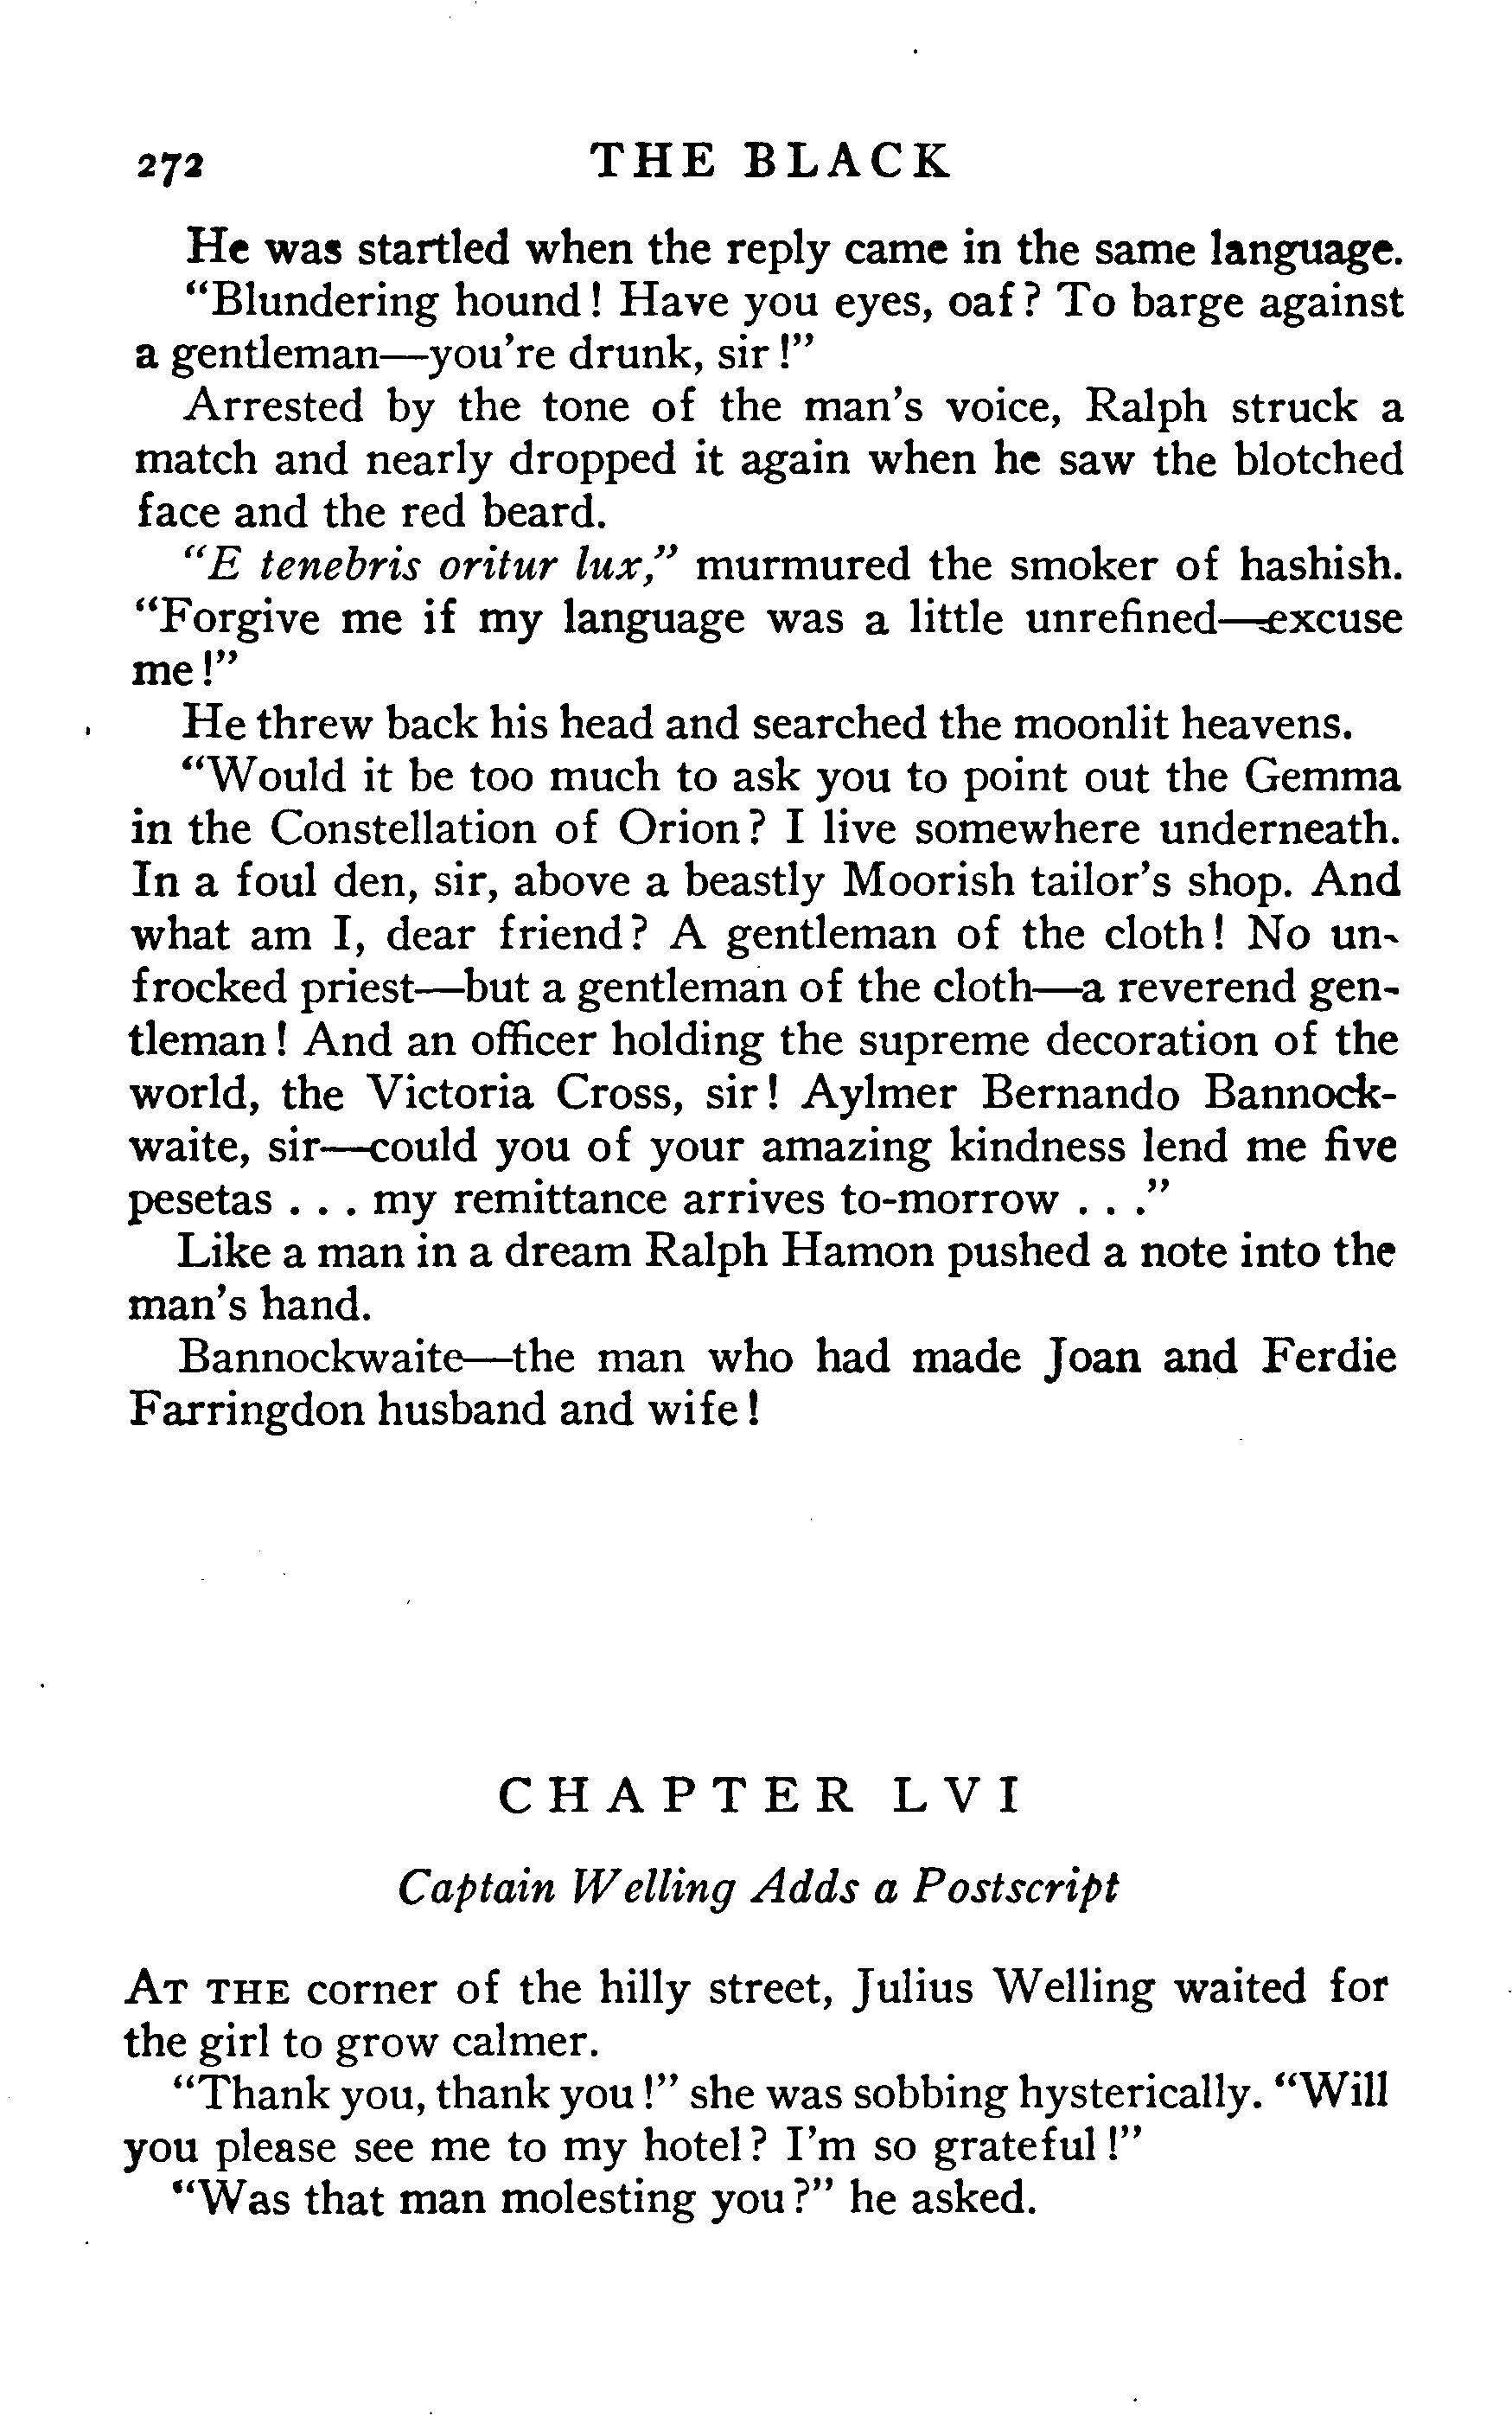 272 THE BLACK
He was startled when the reply came in the same language.
"Blundering hound! Have you eyes, oaf? To barge against
a gentleman—you're drunk, sir!"
Arrested by the tone of the man's voice, Ralph struck a
match and nearly dropped it again when he saw the blotched
face and the red beard.
"E tenebris oritur lux," murmured the smoker of hashish.
"Forgive me if my language was a little unrefined—excuse
me!"
He threw back his head and searched the moonlit heavens.
"Would it be too much to ask you to point out the Gemma
in the Constellation of Orion? I live somewhere underneath.
In a foul den, sir, above a beastly Moorish tailor's shop. And
what am I, dear friend? A gentleman of the cloth! No un-
frocked priest—but a gentleman of the cloth—a reverend gen-
tleman! And an officer holding the supreme decoration of the
world, the Victoria Cross, sir! Aylmer Bernando Bannock-
waite, sir—could you of your amazing kindness lend me five
pesetas . . . my remittance arrives to-morrow . . ."
Like a man in a dream Ralph Hamon pushed a note into the
man's hand.
Bannockwaite—the man who had made Joan and Ferdie
Farringdon husband and wife!
CHAPTER LVI
Captain Welling Adds a Postscript
AT THE corner of the hilly street, Julius Welling waited for
the girl to grow calmer.
"Thank you, thank you!" she was sobbing hysterically. "Will
you please see me to my hotel? I'm so grateful!"
"Was that man molesting you?" he asked.